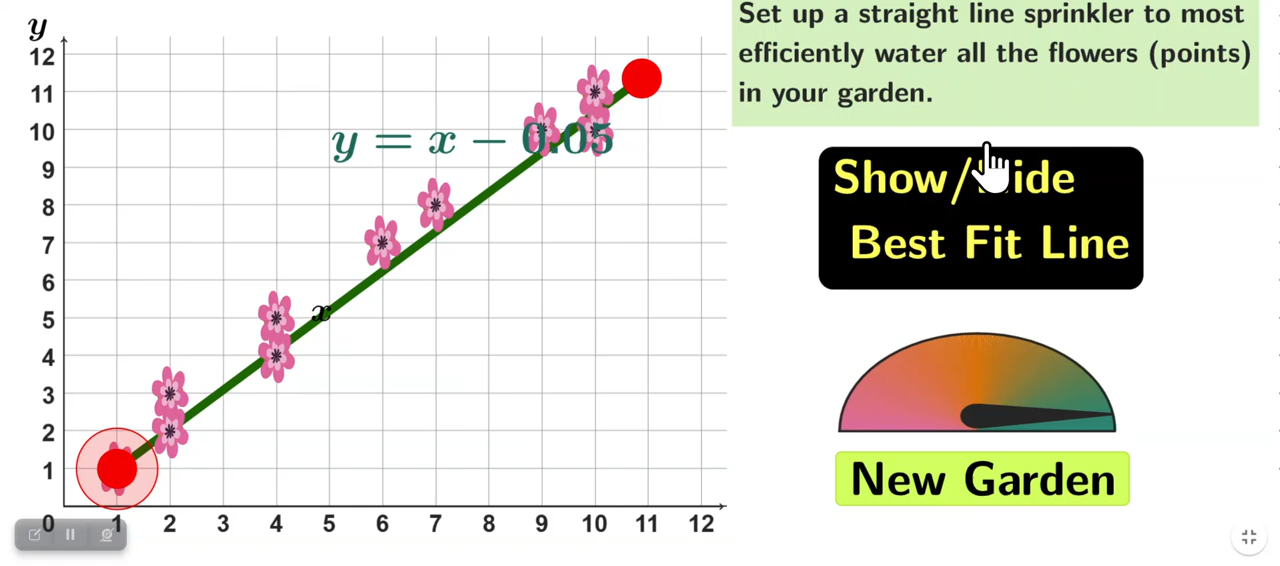 y
Set up a straight line sprinkler to most
efficiently water all the flowers (points)
in your garden.
12
11
10
9
8
7
6
5
4
3
2
1
0
y = x − 0.05
x
1 2 3 4 5 6 7 8 9 10 11 12
Show/Hide
Best Fit Line
New Garden